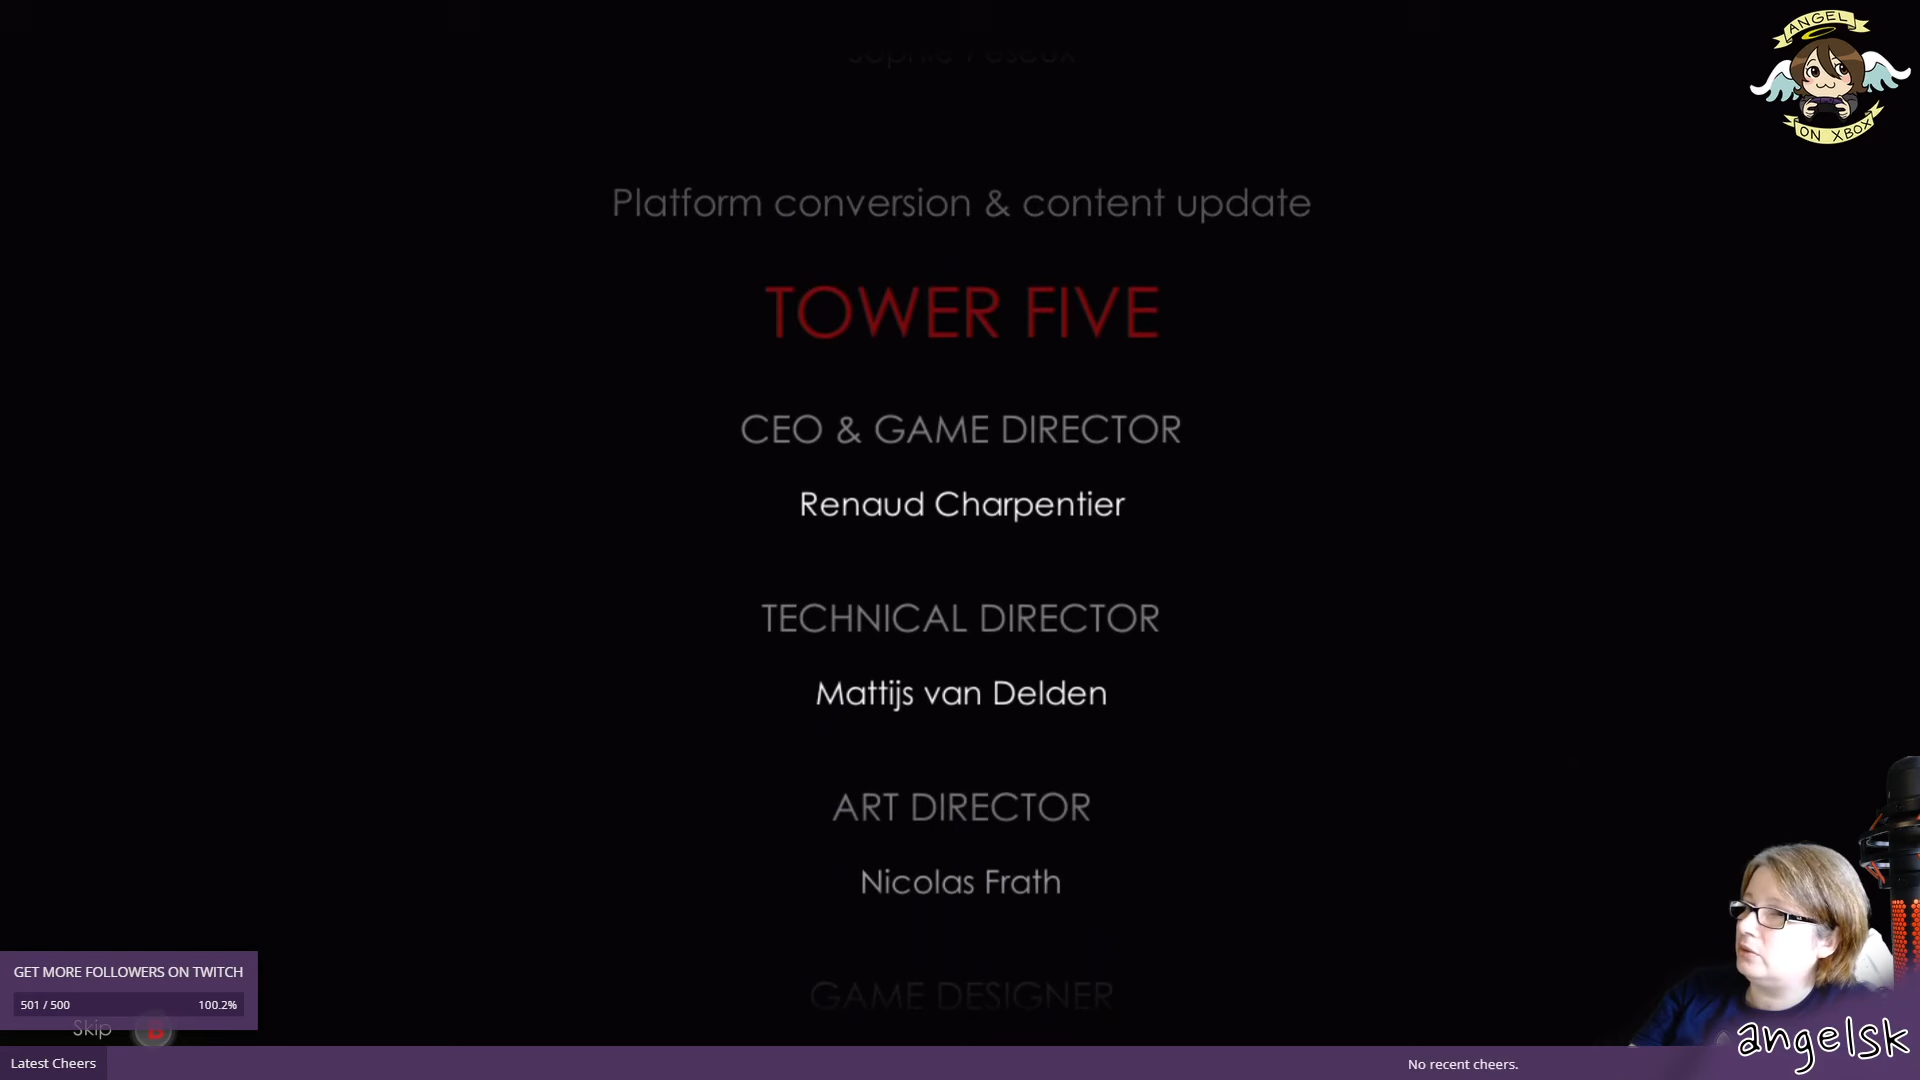 ANGEL
ON XBOX
Platform conversion & content update
TOWER FIVE
CEO & GAME DIRECTOR
Renaud Charpentier
TECHNICAL DIRECTOR
Mattijs van Delden
ART DIRECTOR
Nicolas Frath
GAME DESIGNER
GET MORE FOLLOWERS ON TWITCH
501 / 500 100.2%
Skip B
angelsk
Latest Cheers No recent cheers.